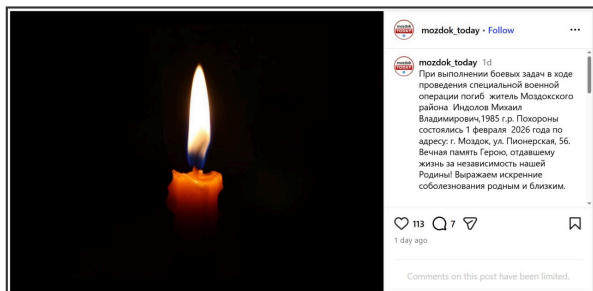 mozdok_today • Follow
mozdok_today 1d
При выполнении боевых задач в ходе
проведения специальной военной
операции погиб житель Моздокского
района Индолов Михаил
Владимирович,1985 г.р. Похороны
состоялись 1 февраля 2026 года по
адресу: г. Моздок, ул. Пионерская, 56.
Вечная память Герою, отдавшему
жизнь за независимость нашей
Родины! Выражаем искренние
соболезнования родным и близким.
113 7
1 day ago
Comments on this post have been limited.